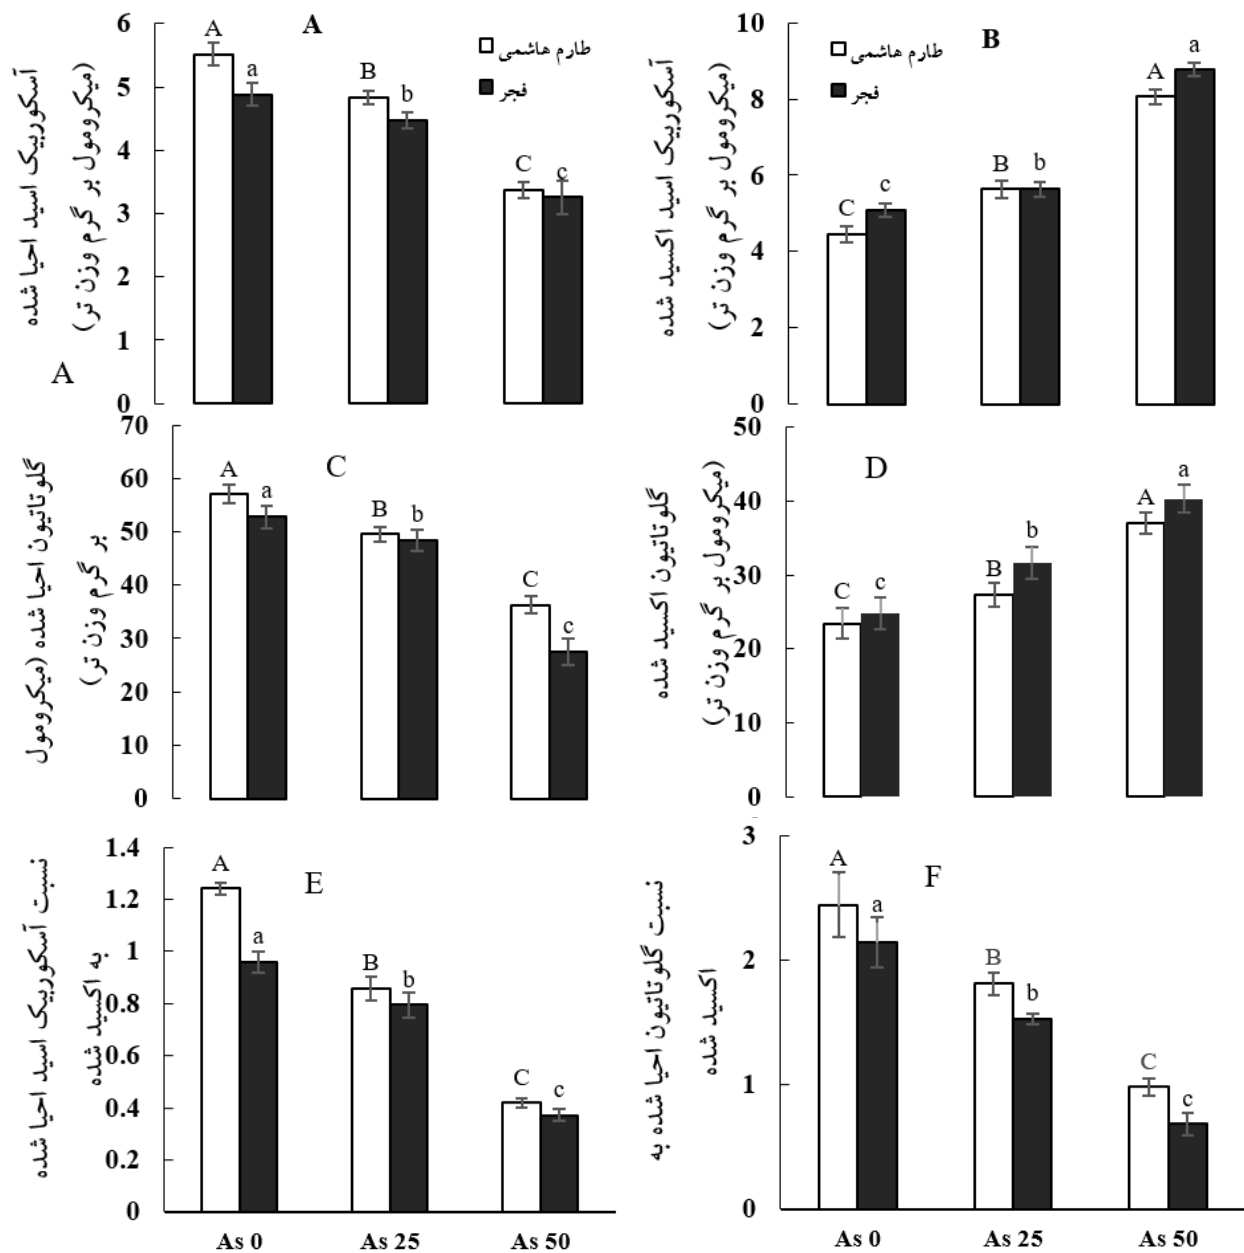 آسکوربیک اسید احیا شده
(میکرومول بر گرم وزن تر)
A
6
5
4
3
2
1
0
A
طارم هاشمی
فجر
A
a
B
b
C
c
آسکوربیک اسید اکسید شده
(میکرومول بر گرم وزن تر)
10
8
6
4
2
0
B
طارم هاشمی
فجر
C
c
B
b
A
a
گلوتاتیون احیا شده (میکرومول
بر گرم وزن تر)
70
60
50
40
30
20
10
0
C
A
a
B
b
C
c
گلوتاتیون اکسید شده
(میکرومول بر گرم وزن تر)
50
40
30
20
10
0
D
C
c
B
b
A
a
نسبت آسکوربیک اسید احیا شده
به اکسید شده
1.4
1.2
1
0.8
0.6
0.4
0.2
0
E
A
a
B
b
C
c
As 0
As 25
As 50
نسبت گلوتاتیون احیا شده به
اکسید شده
3
2
1
0
F
A
a
B
b
C
c
As 0
As 25
As 50